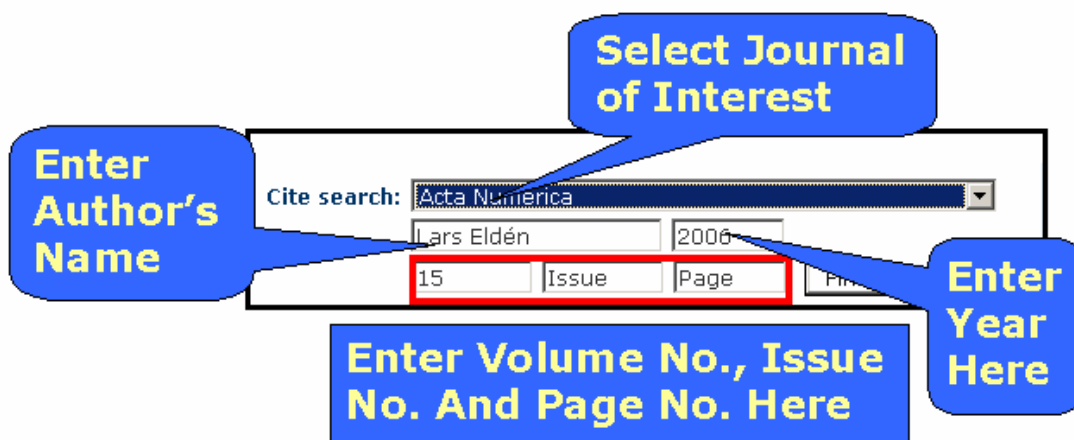 Select Journal
of Interest
Enter
Author's
Name
Cite search: Acta Numerica
Lars Eldén 2006
15 Issue Page
Enter
Year
Here
Enter Volume No., Issue
No. And Page No. Here